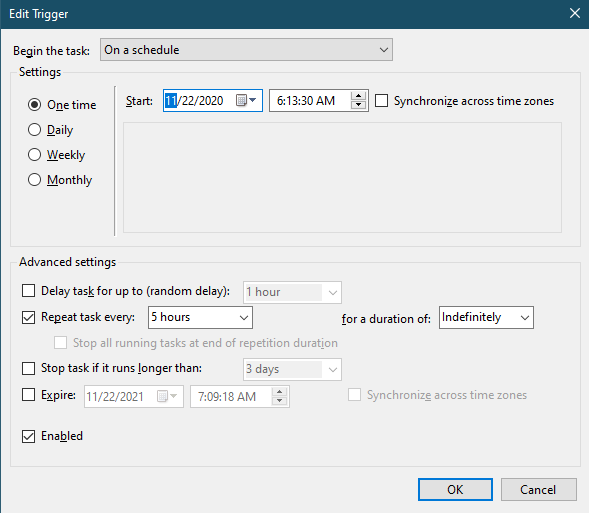 Edit Trigger
Begin the task: On a schedule
Settings
One time
Start: 11/22/2020 6:13:30 AM Synchronize across time zones
Daily
Weekly
Monthly
Advanced settings
Delay task for up to (random delay): 1 hour
Repeat task every: 5 hours for a duration of: Indefinitely
Stop all running tasks at end of repetition duration
Stop task if it runs longer than: 3 days
Expire: 11/22/2021 7:09:18 AM Synchronize across time zones
Enabled
OK Cancel